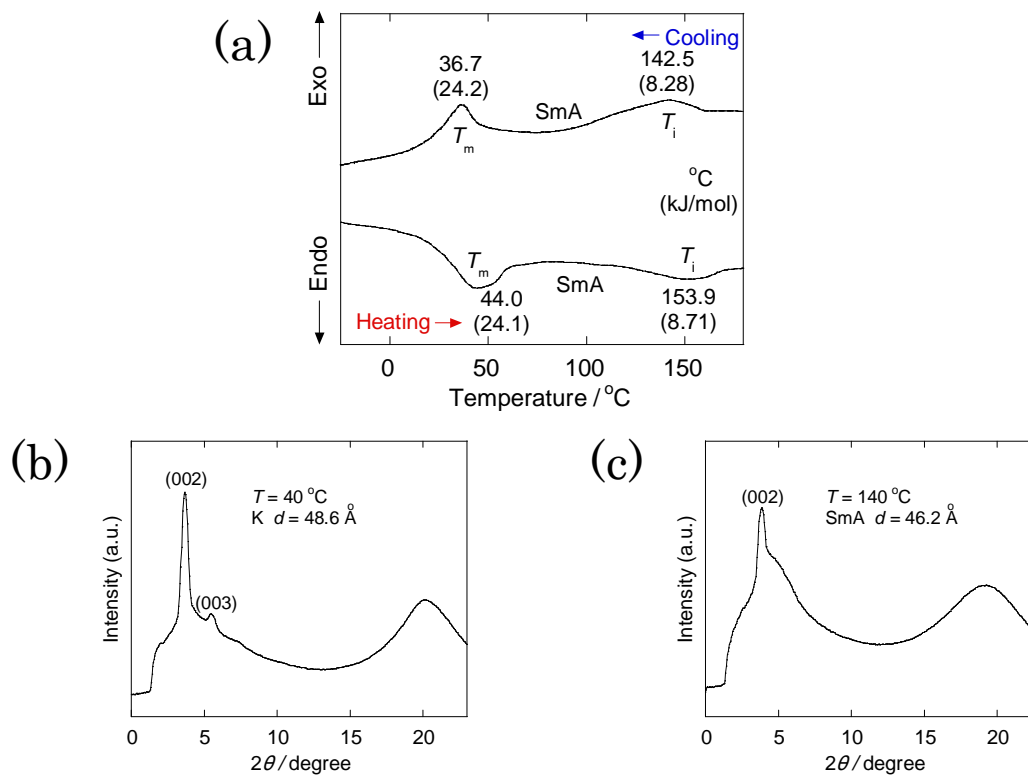 (a)
Exo
Endo
Cooling
36.7
(24.2)
142.5
(8.28)
SmA
Tm
Ti
°C
(kJ/mol)
Tm
Ti
SmA
44.0
(24.1)
153.9
(8.71)
Heating
0 50 100 150
Temperature / °C
(b)
Intensity (a.u.)
(002)
(003)
T = 40 °C
K d = 48.6 Å
0 5 10 15 20
2θ / degree
(c)
Intensity (a.u.)
(002)
T = 140 °C
SmA d = 46.2 Å
0 5 10 15 20
2θ / degree